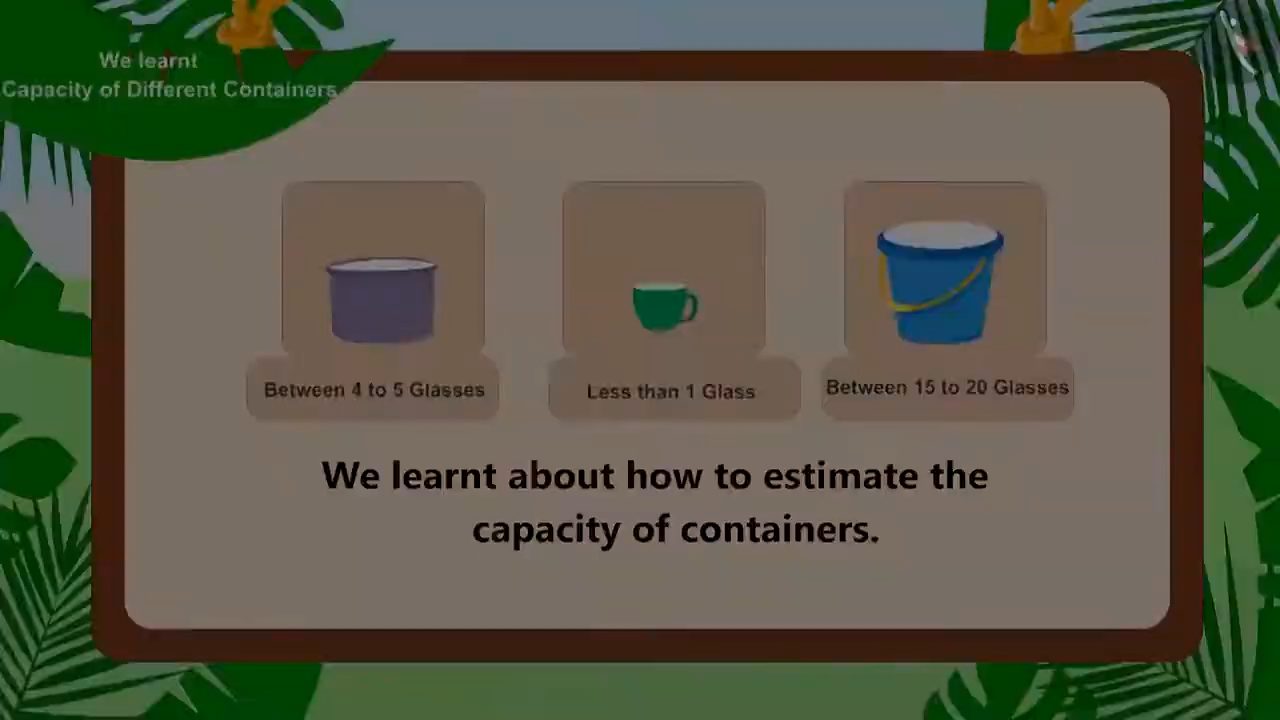 We learnt
Capacity of Different Containers
Between 4 to 5 Glasses
Less than 1 Glass
Between 15 to 20 Glasses
We learnt about how to estimate the
capacity of containers.